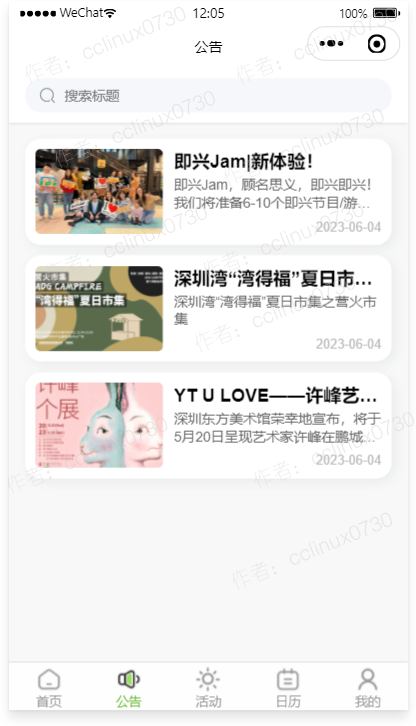 WeChat
12:05
100%
公告
搜索标题
即兴Jam|新体验！
即兴Jam，顾名思义，即兴即兴！
我们将准备6-10个即兴节目/游...
2023-06-04
营火市集
ADG CAMPFIRE
“湾得福”夏日市集
深圳湾“湾得福”夏日市...
深圳湾“湾得福”夏日市集之营火市
集
2023-06-04
许峰
个展
YT U LOVE——许峰艺...
深圳东方美术馆荣幸地宣布，将于
5月20日呈现艺术家许峰在鹏城...
2023-06-04
首页
公告
活动
日历
我的
作者：cclinux0730
作者：cclinux0730
作者：cclinux0730
作者：cclinux0730
作者：cclinux0730
作者：cclinux0730
作者：cclinux0730
作者：cclinux0730